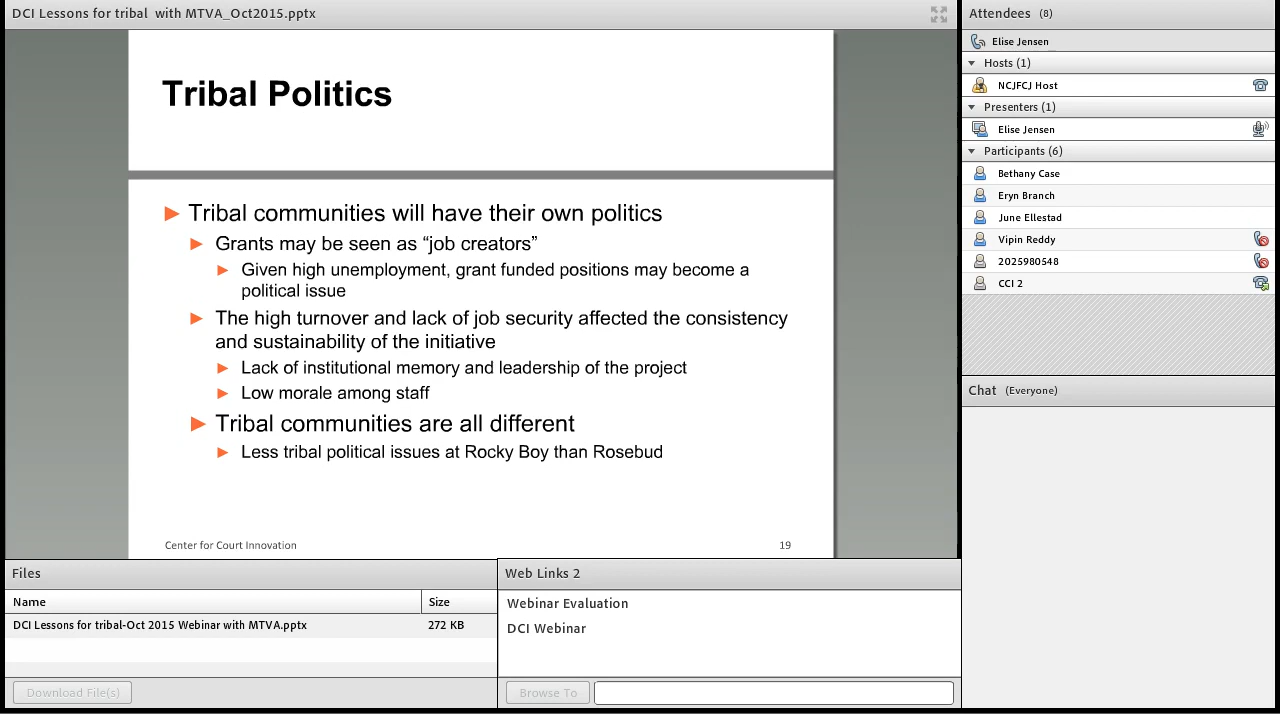 DCI Lessons for tribal  with MTVA_Oct2015.pptx
Tribal Politics
Tribal communities will have their own politics
Grants may be seen as “job creators”
Given high unemployment, grant funded positions may become a
political issue
The high turnover and lack of job security affected the consistency
and sustainability of the initiative
Lack of institutional memory and leadership of the project
Low morale among staff
Tribal communities are all different
Less tribal political issues at Rocky Boy than Rosebud
Center for Court Innovation
19
Files
Name
Size
DCI Lessons for tribal-Oct 2015 Webinar with MTVA.pptx
272 KB
Download File(s)
Web Links 2
Webinar Evaluation
DCI Webinar
Browse To
Attendees (8)
Elise Jensen
Hosts (1)
NCJFCJ Host
Presenters (1)
Elise Jensen
Participants (6)
Bethany Case
Eryn Branch
June Ellestad
Vipin Reddy
2025980548
CCI 2
Chat (Everyone)